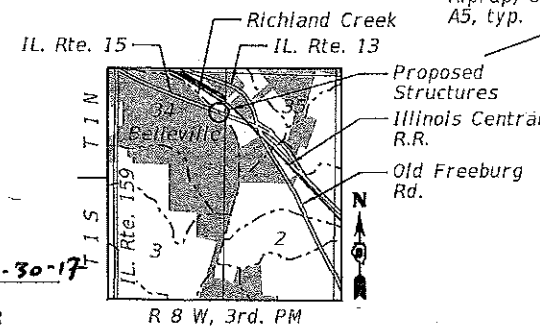 A5, typ.
Richland Creek
IL. Rte. 15
IL. Rte. 13
Proposed
Structures
Illinois Central
R.R.
Old Freeburg
Rd.
T 1 N
T 1 S
34
35
Belleville
IL. Rte. 159
3
2
N
-30-17
R 8 W, 3rd. PM